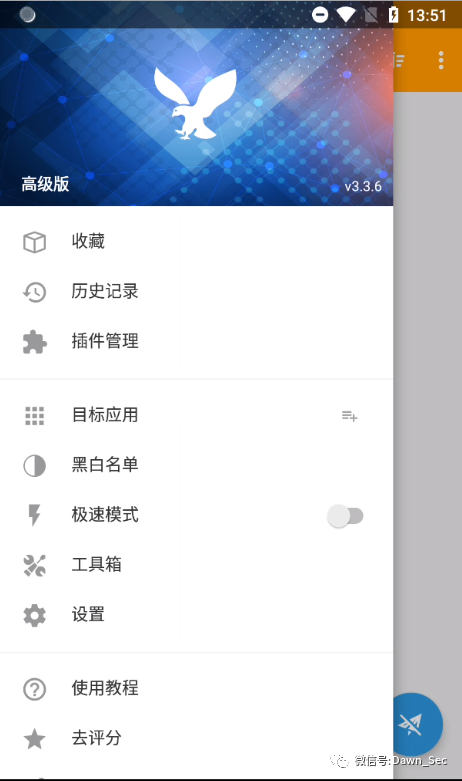 13:51
高级版 v3.3.6
收藏
历史记录
插件管理
目标应用
黑白名单
极速模式
工具箱
设置
使用教程
去评分
微信号:Dawn_Sec